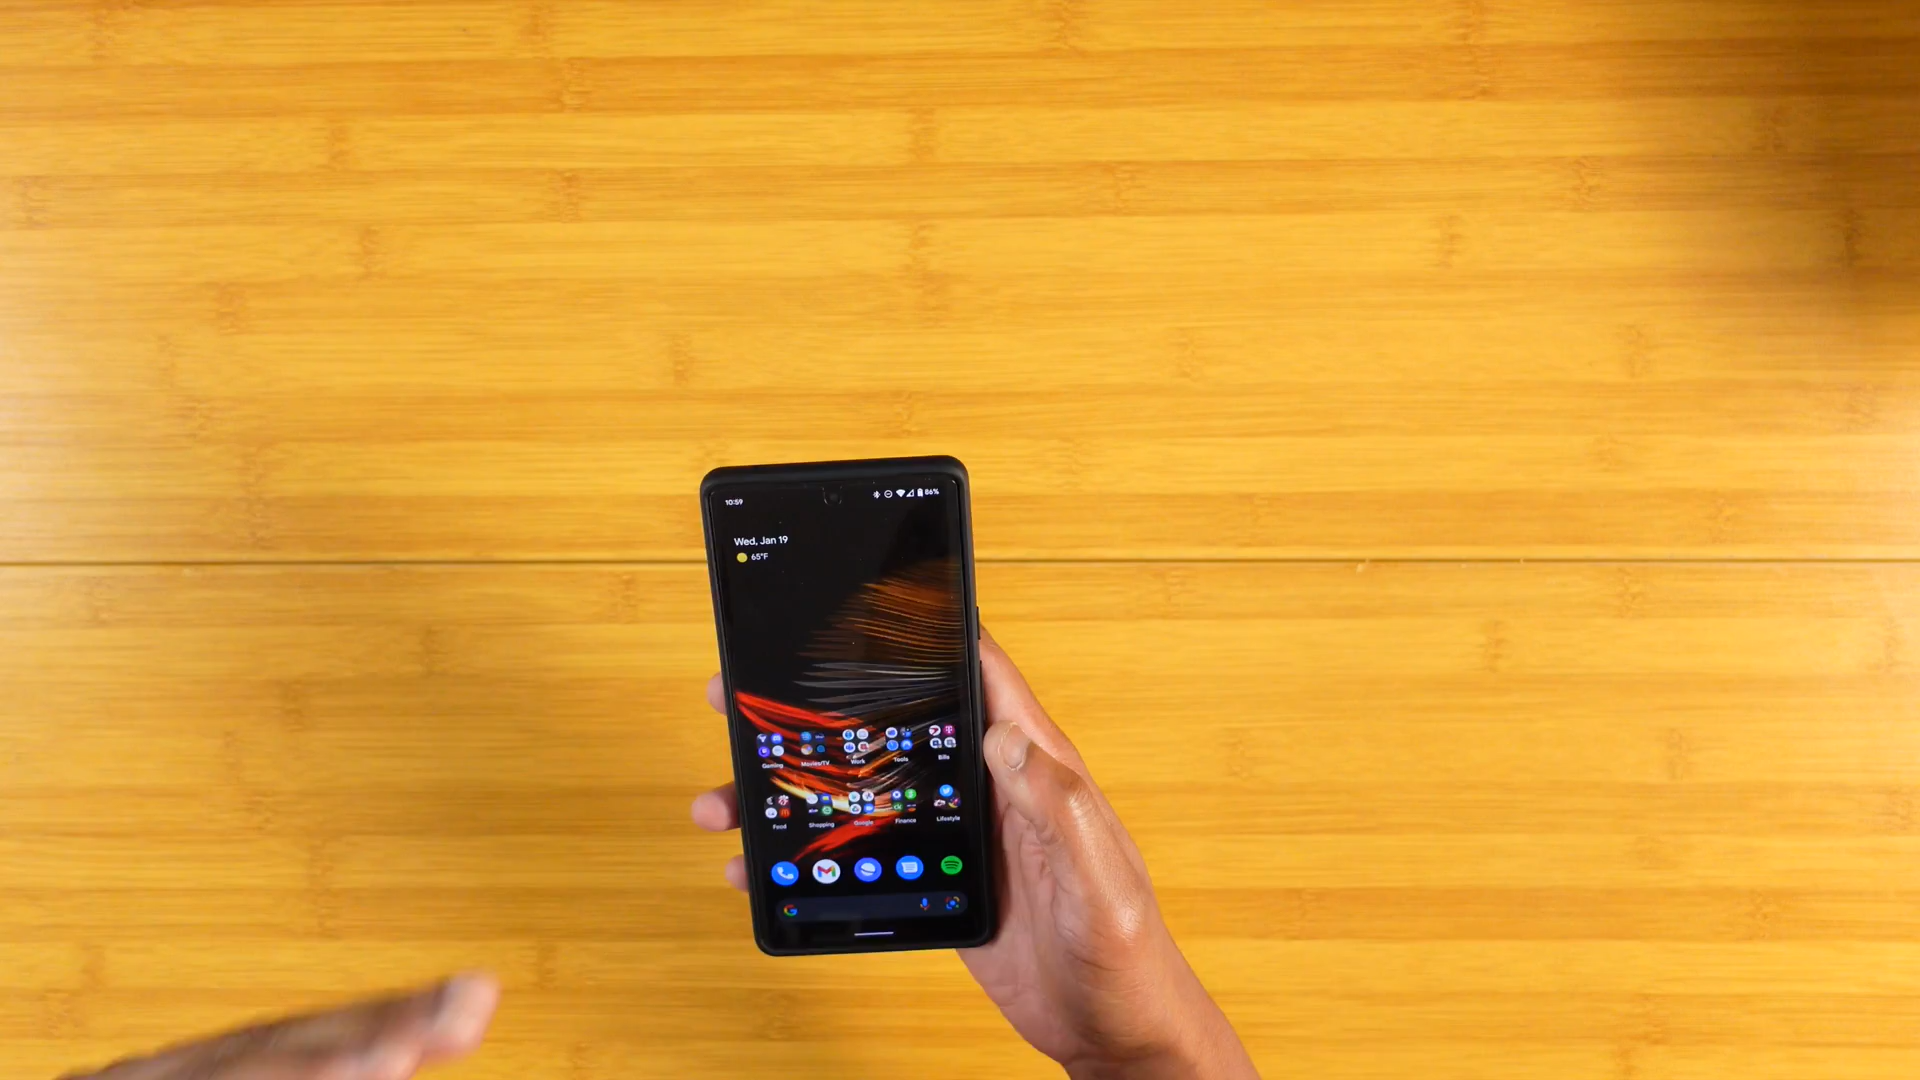 10:59 86%
Wed, Jan 19
65°F
Gaming Movies/TV Work Tools Bills
Food Shopping Google Finance Lifestyle